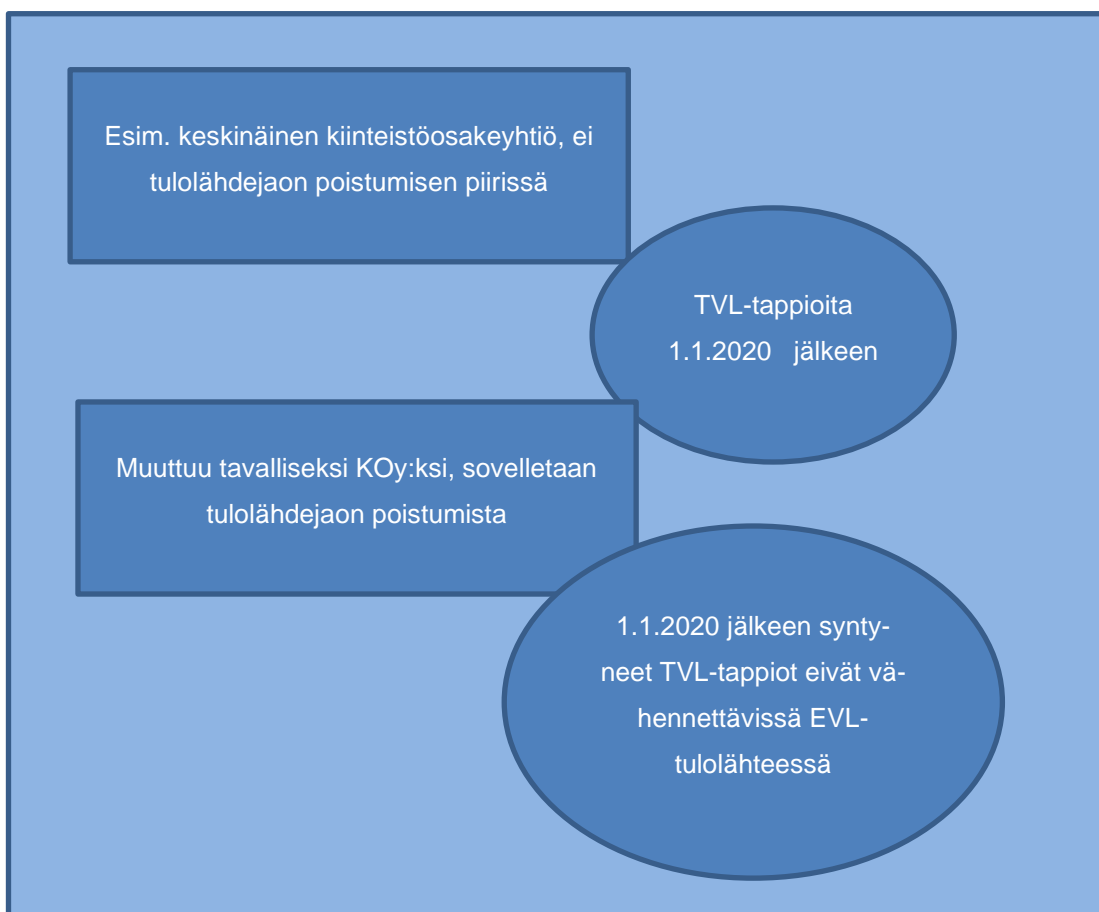 Esim. keskinäinen kiinteistöosakeyhtiö, ei
tulolähdejaon poistumisen piirissä
TVL-tappioita
1.1.2020 jälkeen
Muuttuu tavalliseksi KOy:ksi, sovelletaan
tulolähdejaon poistumista
1.1.2020 jälkeen synty-
neet TVL-tappiot eivät vä-
hennettävissä EVL-
tulolähteessä